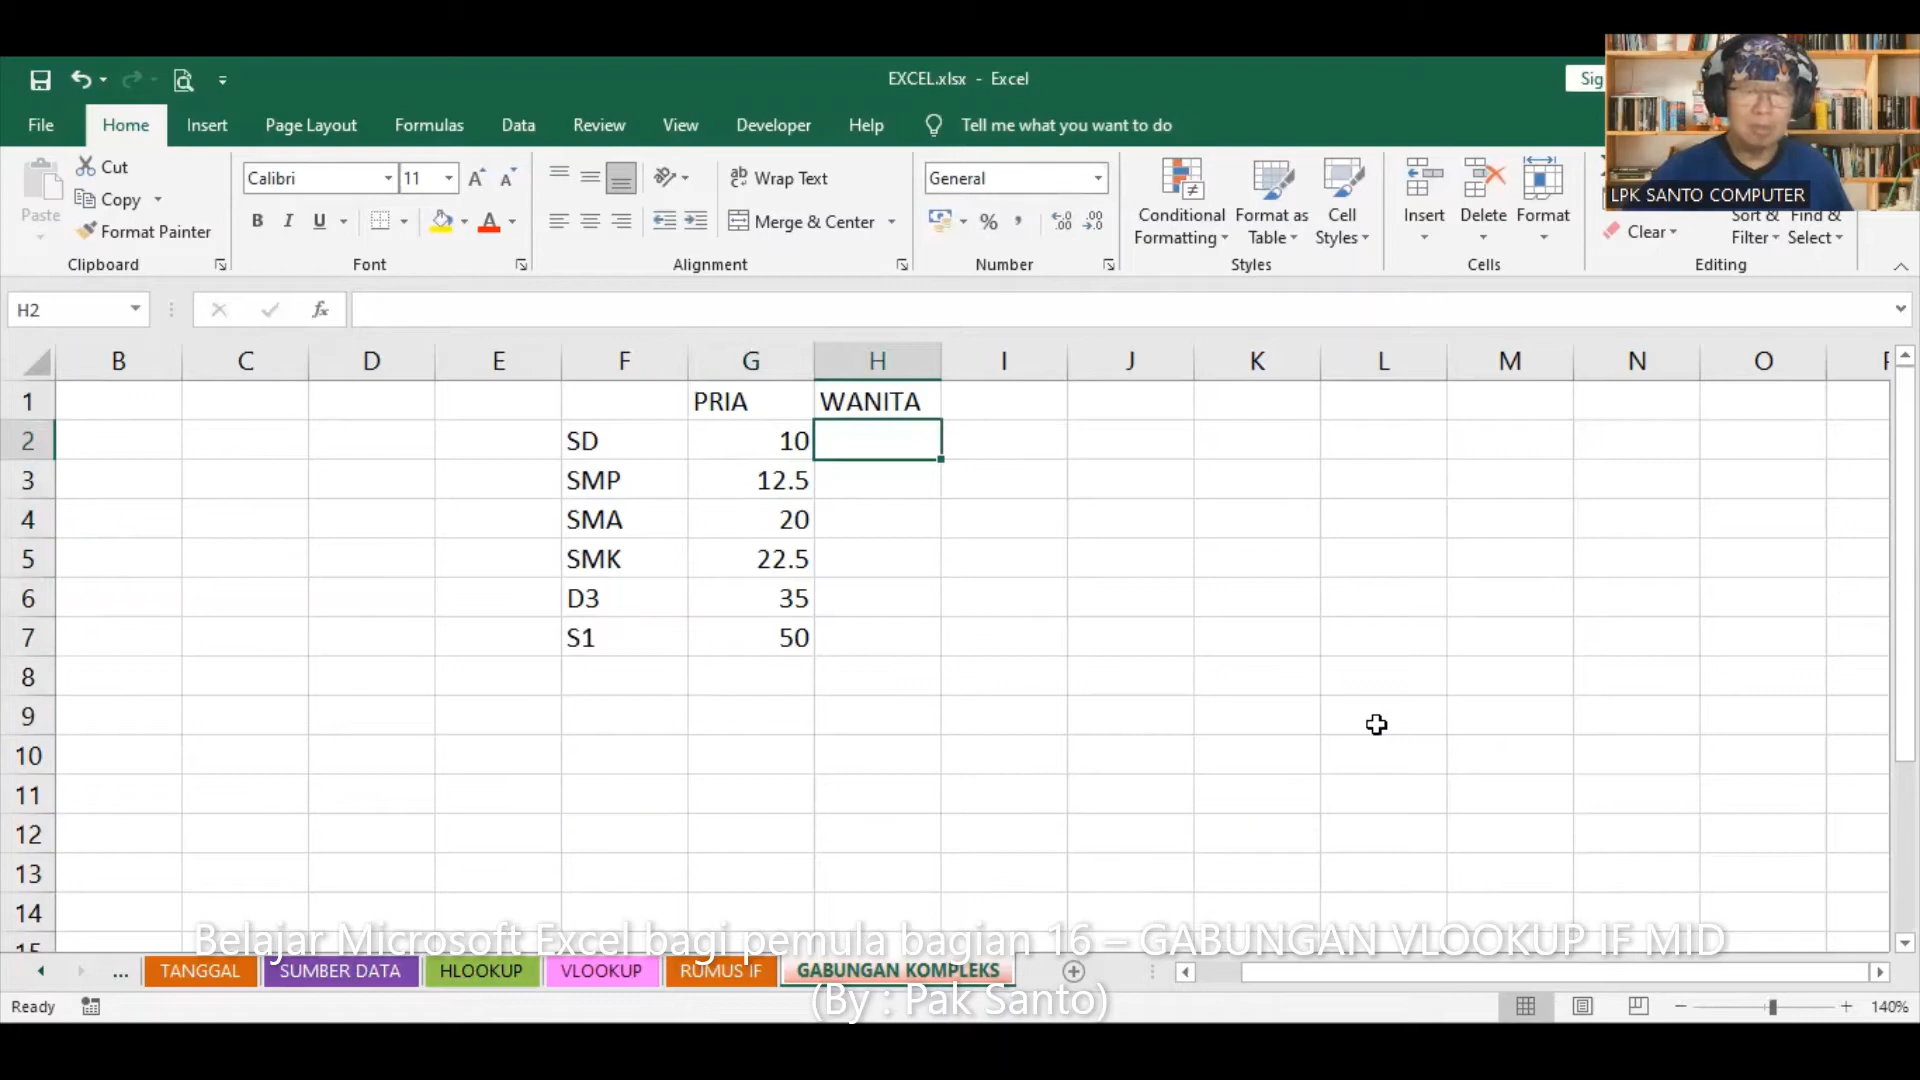 EXCEL.xlsx - Excel
Sig
File Home Insert Page Layout Formulas Data Review View Developer Help Tell me what you want to do
LPK SANTO COMPUTER
Paste
Cut
Copy
Format Painter
Clipboard
Calibri 11
B I U
Font
Wrap Text
Merge & Center
Alignment
General
Number
Conditional Formatting
Format as Table
Cell Styles
Styles
Insert Delete Format
Cells
Clear
Sort & Filter
Find & Select
Editing
H2 fx
B C D E F G H I J K L M N O
1 PRIA WANITA
2 SD 10
3 SMP 12.5
4 SMA 20
5 SMK 22.5
6 D3 35
7 S1 50
8
9
10
11
12
13
14
15
Belajar Microsoft Excel bagi pemula bagian 16 – GABUNGAN VLOOKUP IF MID
(By : Pak Santo)
... TANGGAL SUMBER DATA HLOOKUP VLOOKUP RUMUS IF GABUNGAN KOMPLEKS
Ready 140%